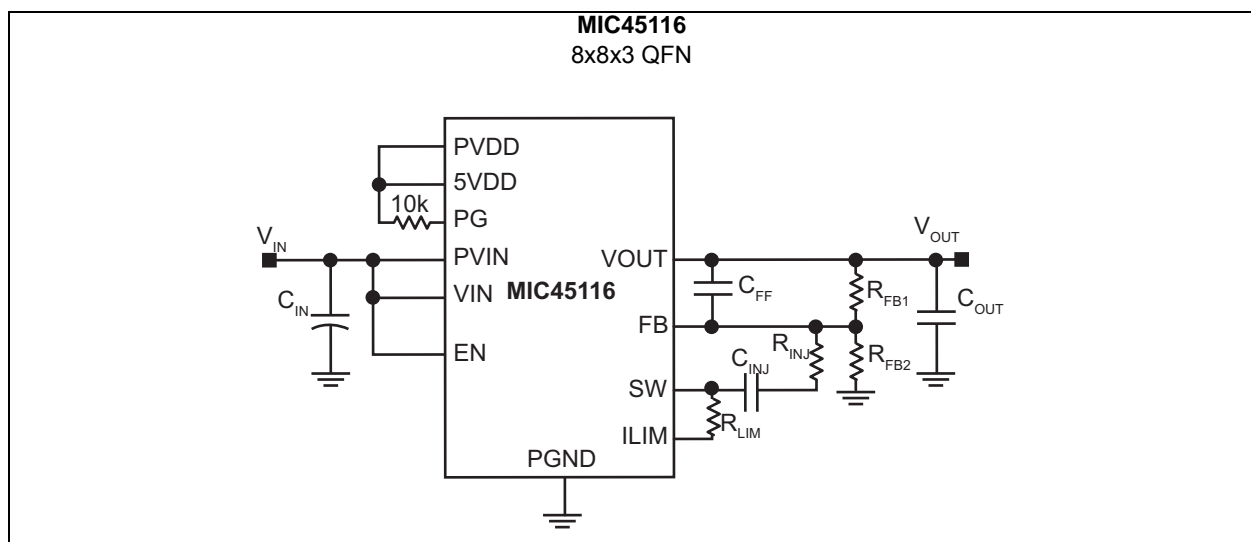 MIC45116
8x8x3 QFN
PVDD
5VDD
10k
PG
VIN
PVIN
VIN
MIC45116
CIN
EN
VOUT
VOUT
CFF
RFB1
COUT
FB
RINJ
RFB2
CINJ
SW
RLIM
ILIM
PGND